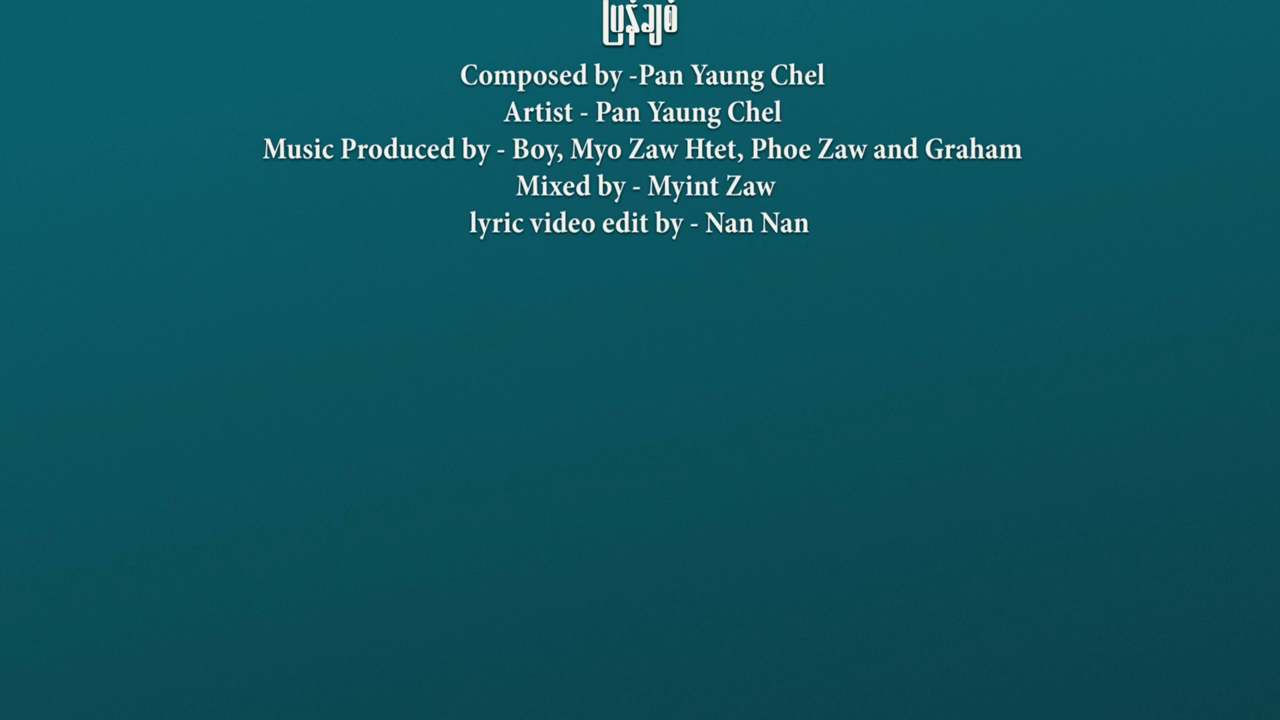 Composed by -Pan Yaung Chel
Artist - Pan Yaung Chel
Music Produced by - Boy, Myo Zaw Htet, Phoe Zaw and Graham
Mixed by - Myint Zaw
lyric video edit by - Nan Nan